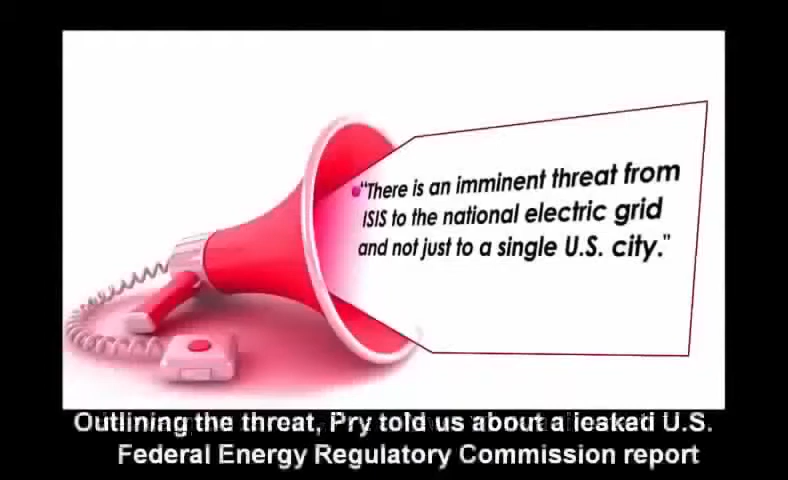 "There is an imminent threat from
ISIS to the national electric grid
and not just to a single U.S. city."
Outlining the threat, Pry told us about a leaked U.S.
Federal Energy Regulatory Commission report